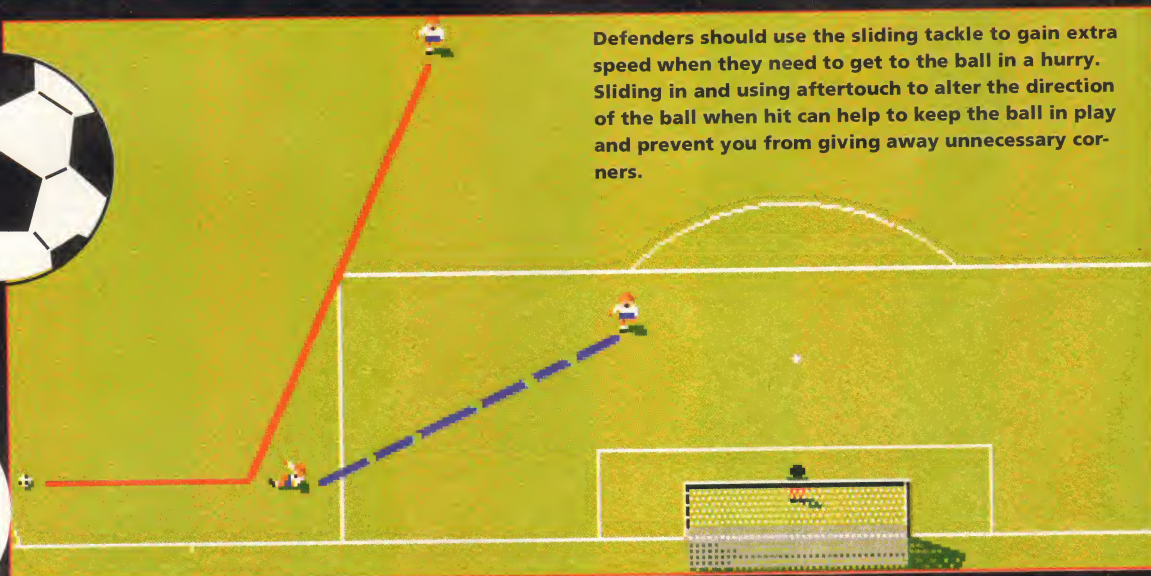 Defenders should use the sliding tackle to gain extra
speed when they need to get to the ball in a hurry.
Sliding in and using aftertouch to alter the direction
of the ball when hit can help to keep the ball in play
and prevent you from giving away unnecessary cor-
ners.